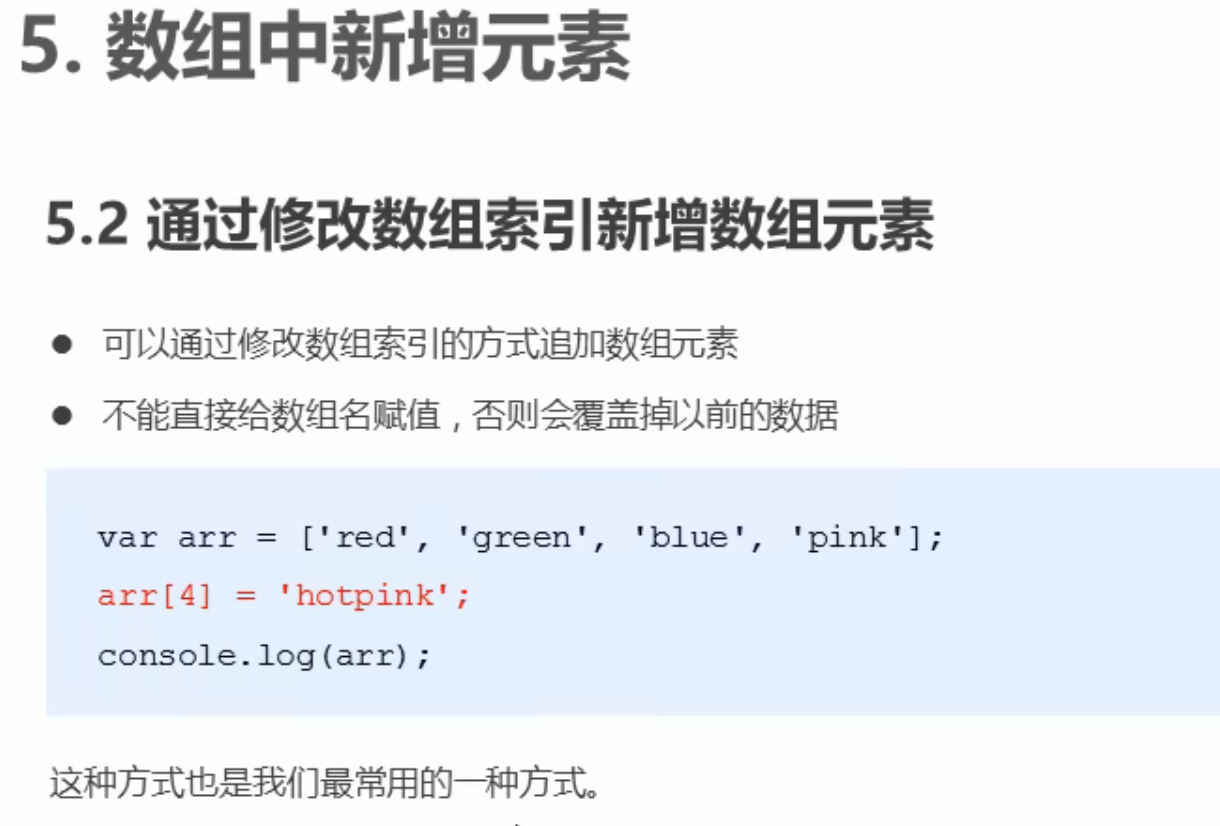 5. 数组中新增元素
5.2 通过修改数组索引新增数组元素
● 可以通过修改数组索引的方式追加数组元素
● 不能直接给数组名赋值，否则会覆盖掉以前的数据
var arr = ['red', 'green', 'blue', 'pink'];
arr[4] = 'hotpink';
console.log(arr);
这种方式也是我们最常用的一种方式。